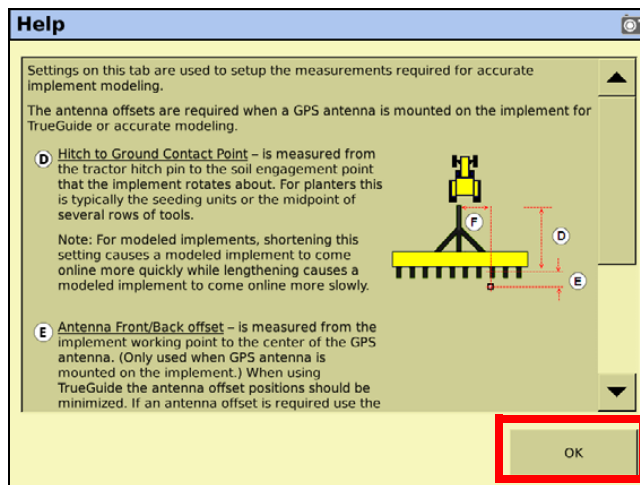 Help
Settings on this tab are used to setup the measurements required for accurate
implement modeling.
The antenna offsets are required when a GPS antenna is mounted on the implement for
TrueGuide or accurate modeling.
D Hitch to Ground Contact Point – is measured from
the tractor hitch pin to the soil engagement point
that the implement rotates about. For planters this
is typically the seeding units or the midpoint of
several rows of tools.
Note: For modeled implements, shortening this
setting causes a modeled implement to come
online more quickly while lengthening causes a
modeled implement to come online more slowly.
F
D
E
E Antenna Front/Back offset – is measured from the
implement working point to the center of the GPS
antenna. (Only used when GPS antenna is
mounted on the implement.) When using
TrueGuide the antenna offset positions should be
minimized. If an antenna offset is required use the
OK